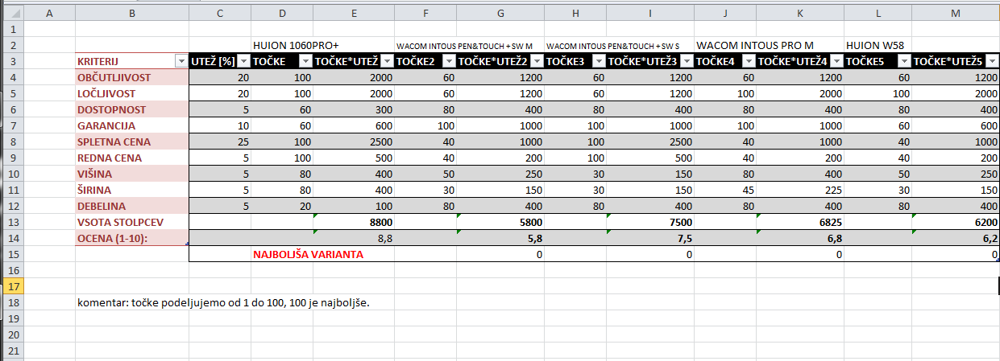 A B C D E F G H I J K L M
1
2 HUION 1060PRO+ WACOM INTOUS PEN&TOUCH + SW M WACOM INTOUS PEN&TOUCH + SW S WACOM INTOUS PRO M HUION W58
3 KRITERIJ UTEŽ [%] TOČKE TOČKE*UTEŽ TOČKE2 TOČKE*UTEŽ2 TOČKE3 TOČKE*UTEŽ3 TOČKE4 TOČKE*UTEŽ4 TOČKE5 TOČKE*UTEŽ5
4 OBČUTLJIVOST 20 100 2000 60 1200 60 1200 60 1200 60 1200
5 LOČLJIVOST 20 100 2000 60 1200 60 1200 100 2000 100 2000
6 DOSTOPNOST 5 60 300 80 400 80 400 80 400 80 400
7 GARANCIJA 10 60 600 100 1000 100 1000 100 1000 60 600
8 SPLETNA CENA 25 100 2500 40 1000 100 2500 40 1000 40 1000
9 REDNA CENA 5 100 500 40 200 100 500 40 200 40 200
10 VIŠINA 5 80 400 50 250 30 150 80 400 50 250
11 ŠIRINA 5 80 400 30 150 30 150 45 225 30 150
12 DEBELINA 5 20 100 80 400 80 400 80 400 80 400
13 VSOTA STOLPCEV 8800 5800 7500 6825 6200
14 OCENA (1-10): 8,8 5,8 7,5 6,8 6,2
15 NAJBOLJŠA VARIANTA 0 0 0 0
16
17
18 komentar: točke podeljujemo od 1 do 100, 100 je najboljše.
19
20
21